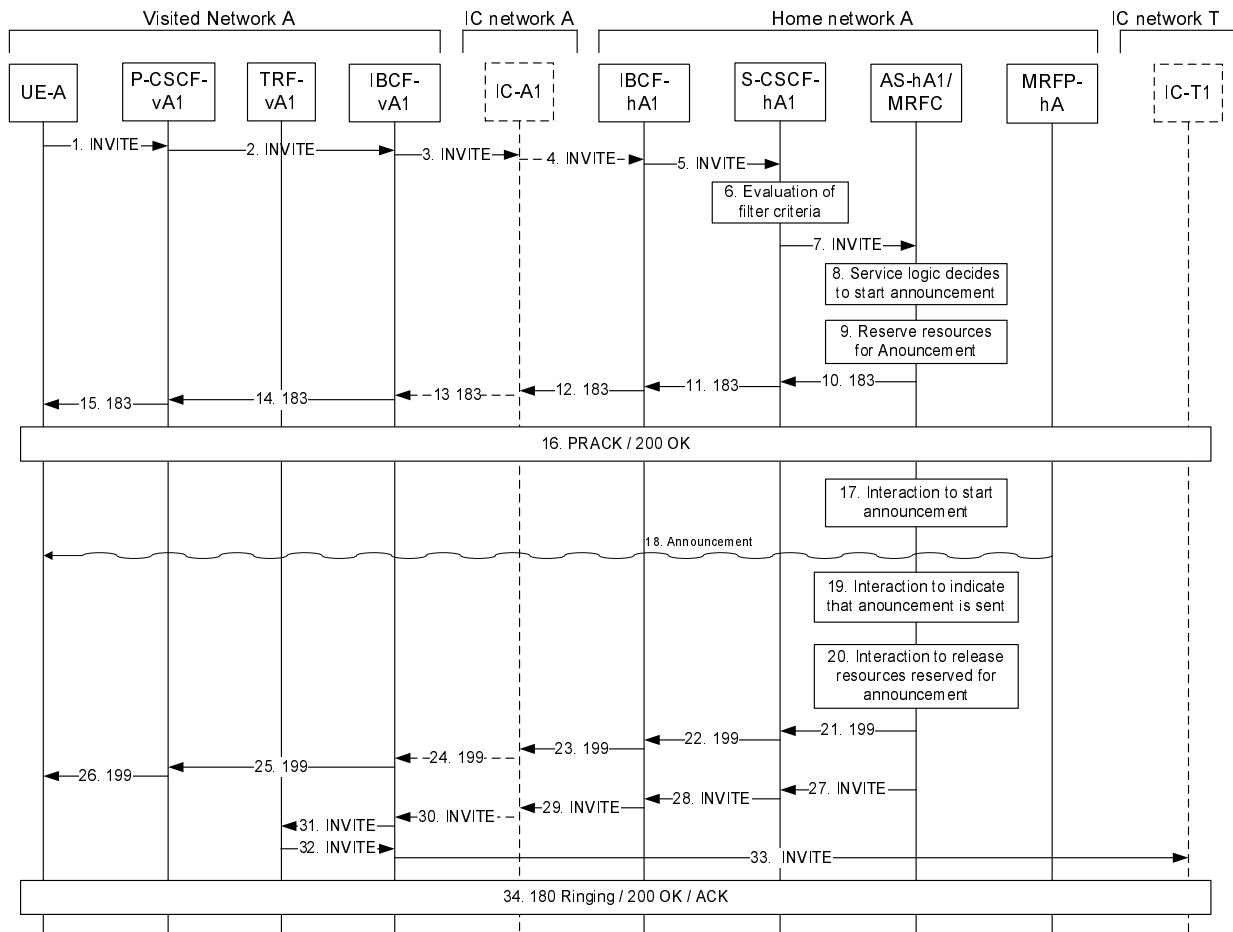 Visited Network A
IC network A
Home network A
IC network T
UE-A
P-CSCF-
vA1
TRF-
vA1
IBCF-
vA1
IC-A1
IBCF-
hA1
S-CSCF-
hA1
AS-hA1/
MRFC
MRFP-
hA
IC-T1
1. INVITE
2. INVITE
3. INVITE
4. INVITE
5. INVITE
6. Evaluation of
filter criteria
7. INVITE
8. Service logic decides
to start announcement
9. Reserve resources
for Anouncement
10. 183
11. 183
12. 183
13 183
14. 183
15. 183
16. PRACK / 200 OK
17. Interaction to start
announcement
18. Announcement
19. Interaction to indicate
that anouncement is sent
20. Interaction to release
resources reserved for
announcement
21. 199
22. 199
23. 199
24. 199
25. 199
26. 199
27. INVITE
28. INVITE
29. INVITE
30. INVITE
31. INVITE
32. INVITE
33. INVITE
34. 180 Ringing / 200 OK / ACK